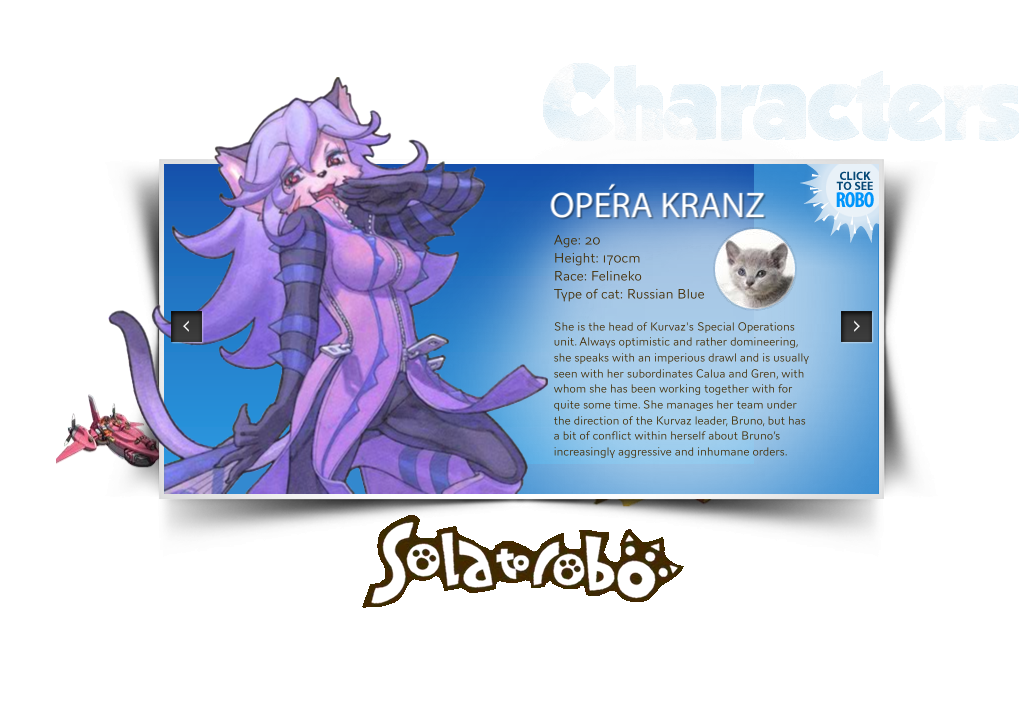 Characters
CLICK
TO SEE
ROBO
OPÉRA KRANZ
Age: 20
Height: 170cm
Race: Felineko
Type of cat: Russian Blue
She is the head of Kurvaz's Special Operations
unit. Always optimistic and rather domineering,
she speaks with an imperious drawl and is usually
seen with her subordinates Calua and Gren, with
whom she has been working together with for
quite some time. She manages her team under
the direction of the Kurvaz leader, Bruno, but has
a bit of conflict within herself about Bruno's
increasingly aggressive and inhumane orders.
Solatorobo